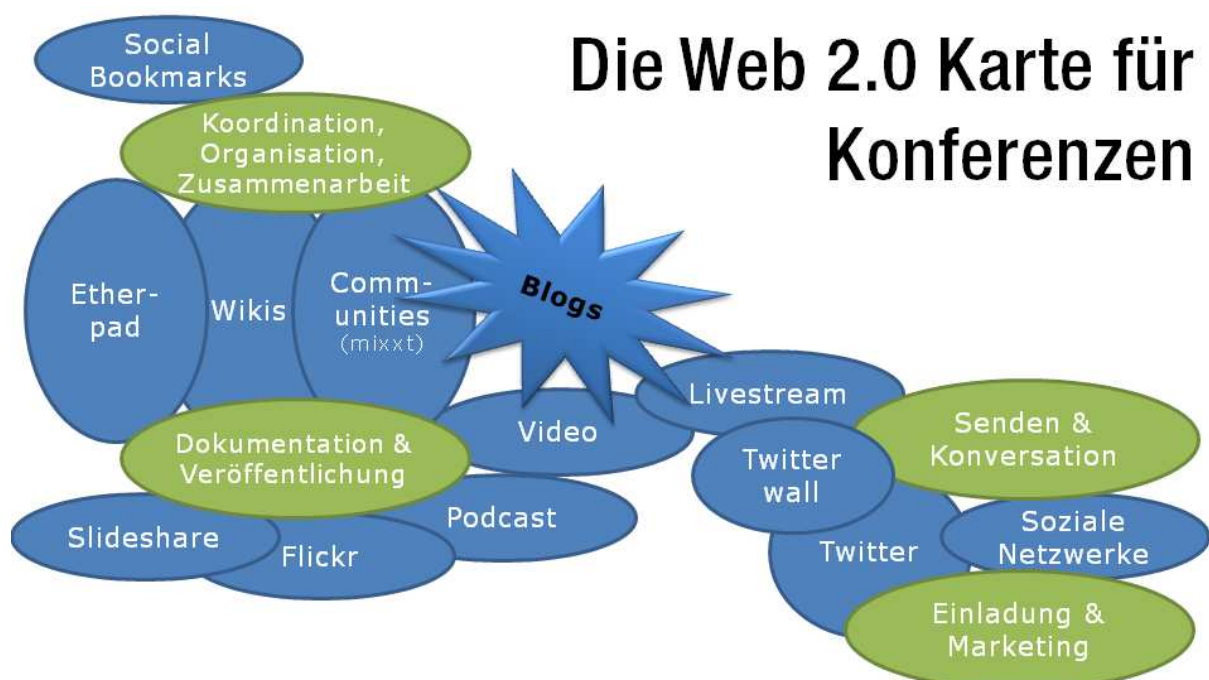 Die Web 2.0 Karte für
Konferenzen
Social
Bookmarks
Koordination,
Organisation,
Zusammenarbeit
Ether-
pad
Wikis
Comm-
unities
(mixxt)
Blogs
Dokumentation &
Veröffentlichung
Video
Livestream
Slideshare
Flickr
Podcast
Twitter
wall
Senden &
Konversation
Twitter
Soziale
Netzwerke
Einladung &
Marketing